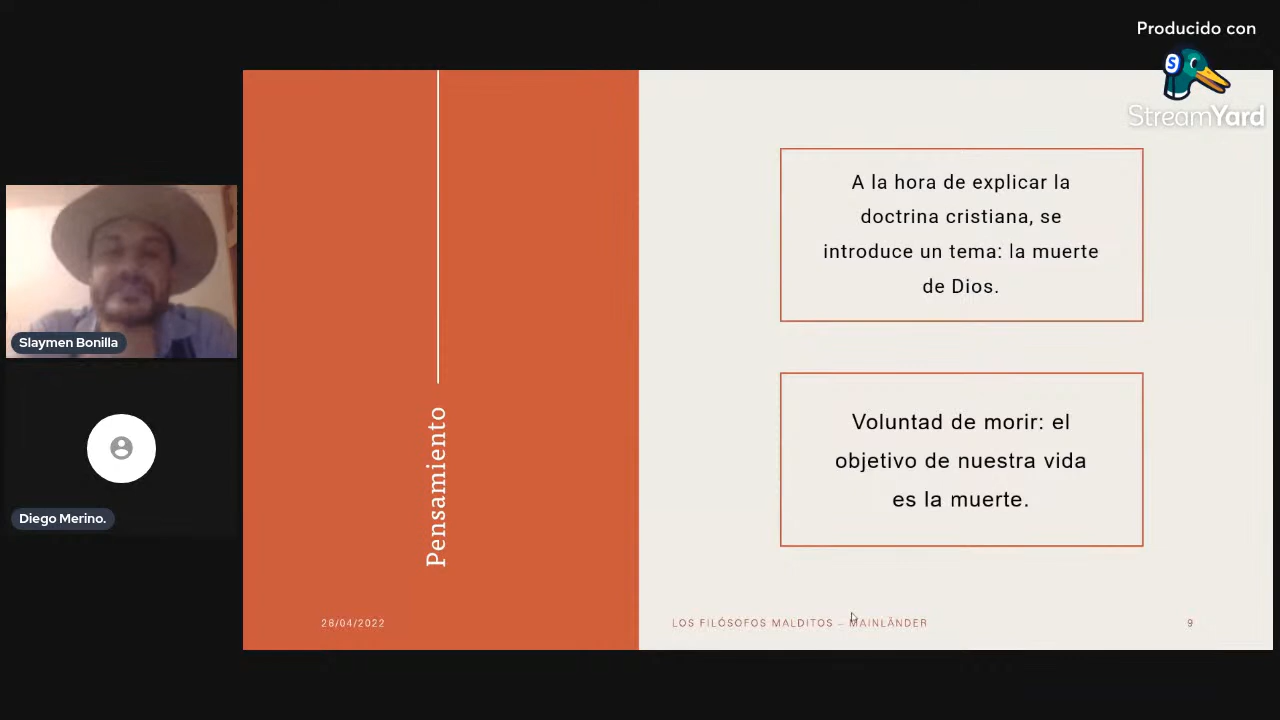 Producido con
StreamYard
A la hora de explicar la
doctrina cristiana, se
introduce un tema: la muerte
de Dios.
Slaymen Bonilla
Voluntad de morir: el
objetivo de nuestra vida
es la muerte.
Pensamiento
Diego Merino.
28/04/2022
LOS FILÓSOFOS MALDITOS – MAINLÄNDER
9